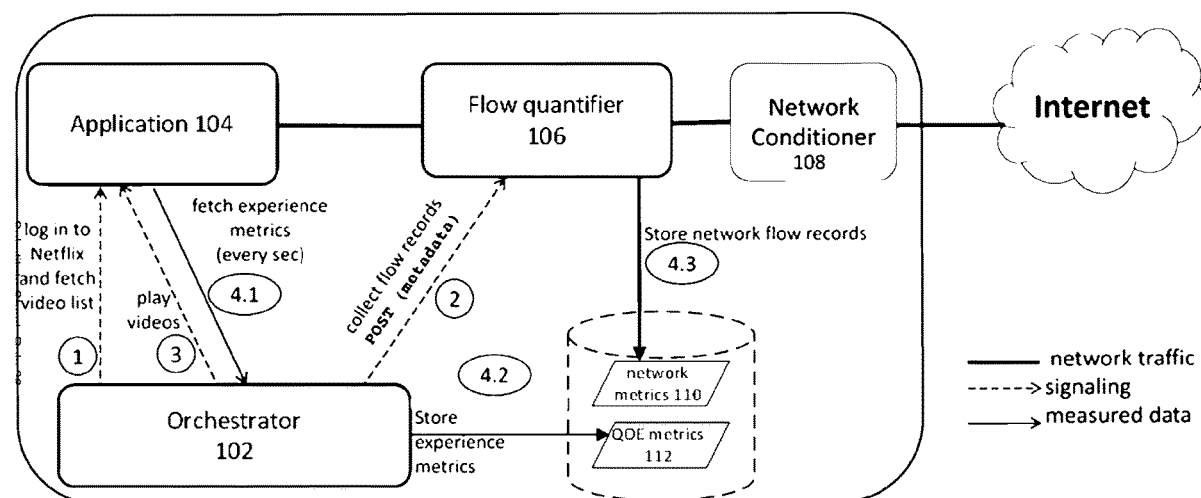 Application 104
Flow quantifier
106
Network
Conditioner
108
Internet
log in to
Netflix
and fetch
video list
1
play
videos
3
fetch experience
metrics
(every sec)
4.1
collect flow records
POST (metadata)
2
Store network flow records
4.3
4.2
network
metrics 110
QOE metrics
112
Orchestrator
102
Store
experience
metrics
network traffic
signaling
measured data